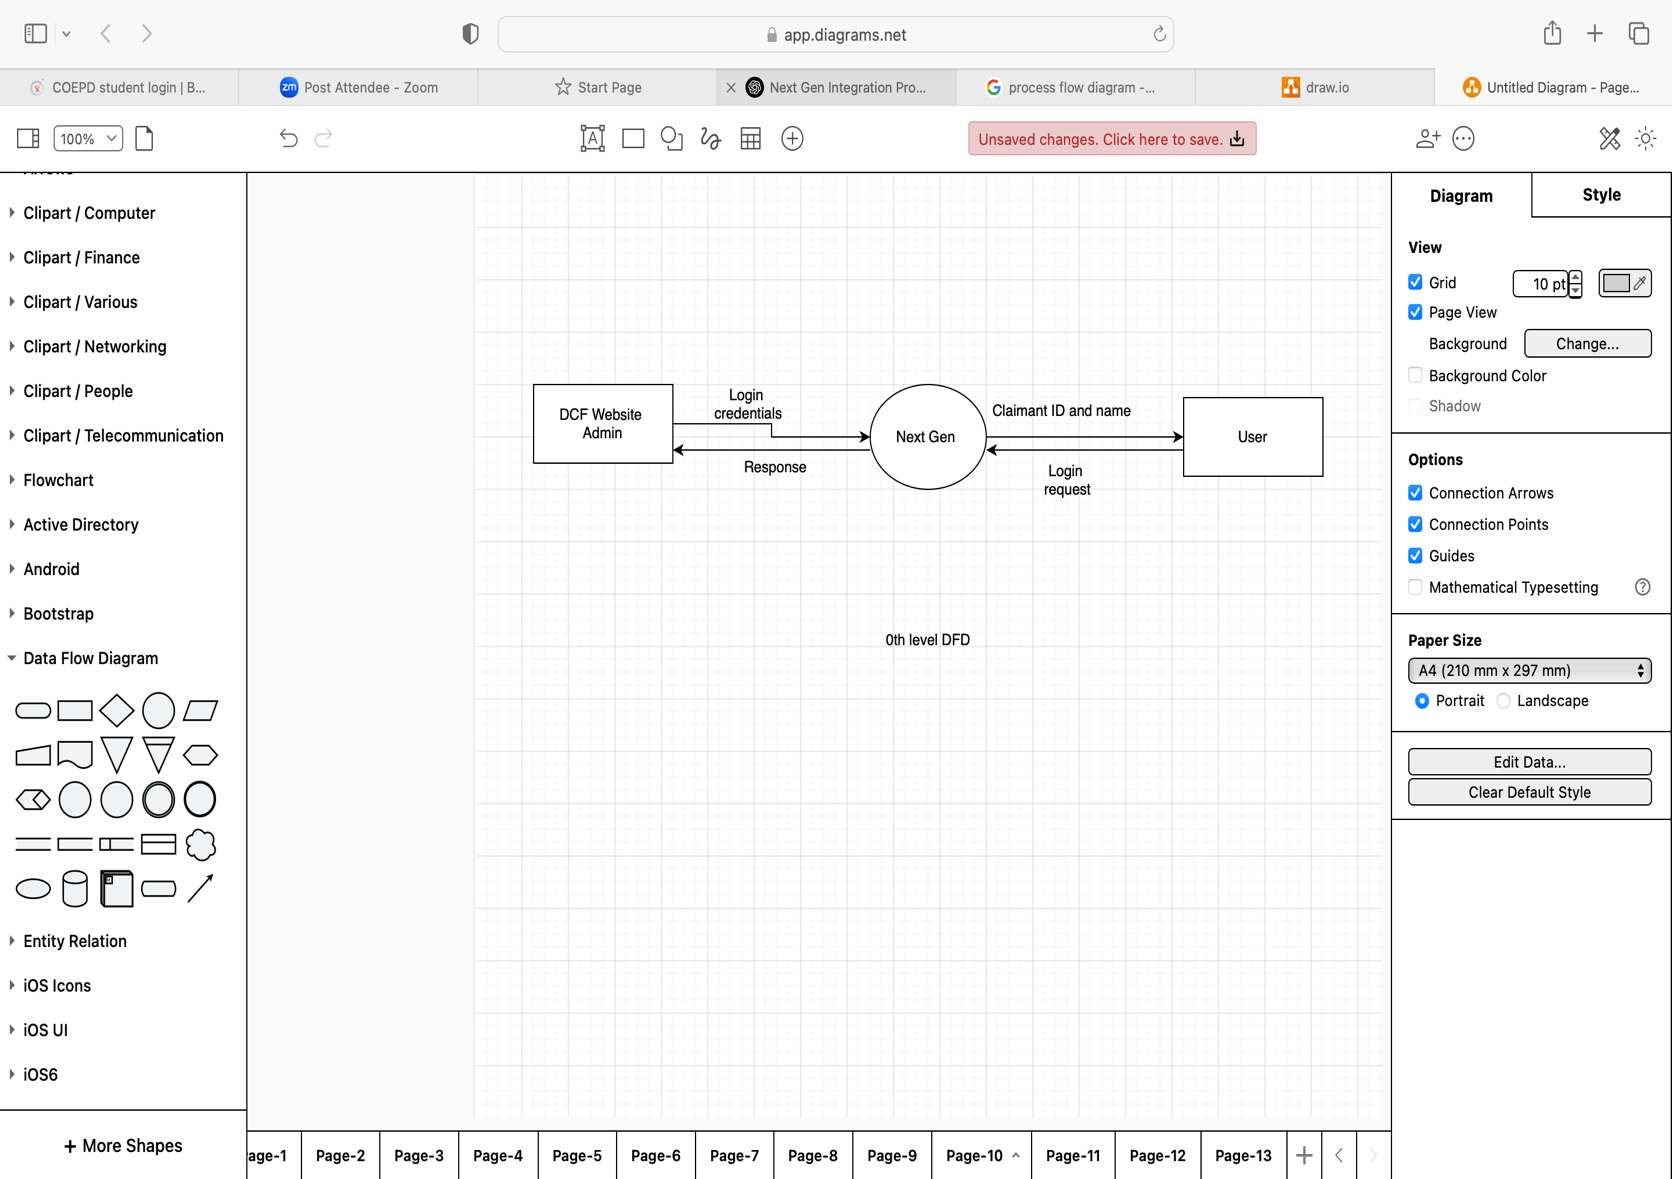 app.diagrams.net
COEPD student login | B...
zm Post Attendee - Zoom
Start Page
Next Gen Integration Pro...
process flow diagram -...
draw.io
Untitled Diagram - Page...
100%
A
Unsaved changes. Click here to save.
Clipart / Computer
Clipart / Finance
Clipart / Various
Clipart / Networking
Clipart / People
Clipart / Telecommunication
Flowchart
Active Directory
Android
Bootstrap
Data Flow Diagram
Entity Relation
iOS Icons
iOS UI
iOS6
+ More Shapes
DCF Website
Admin
Login
credentials
Response
Next Gen
Claimant ID and name
Login
request
User
0th level DFD
Diagram
Style
View
Grid
10 pt
Page View
Background
Change...
Background Color
Shadow
Options
Connection Arrows
Connection Points
Guides
Mathematical Typesetting
?
Paper Size
A4 (210 mm x 297 mm)
Portrait
Landscape
Edit Data...
Clear Default Style
age-1
Page-2
Page-3
Page-4
Page-5
Page-6
Page-7
Page-8
Page-9
Page-10
Page-11
Page-12
Page-13